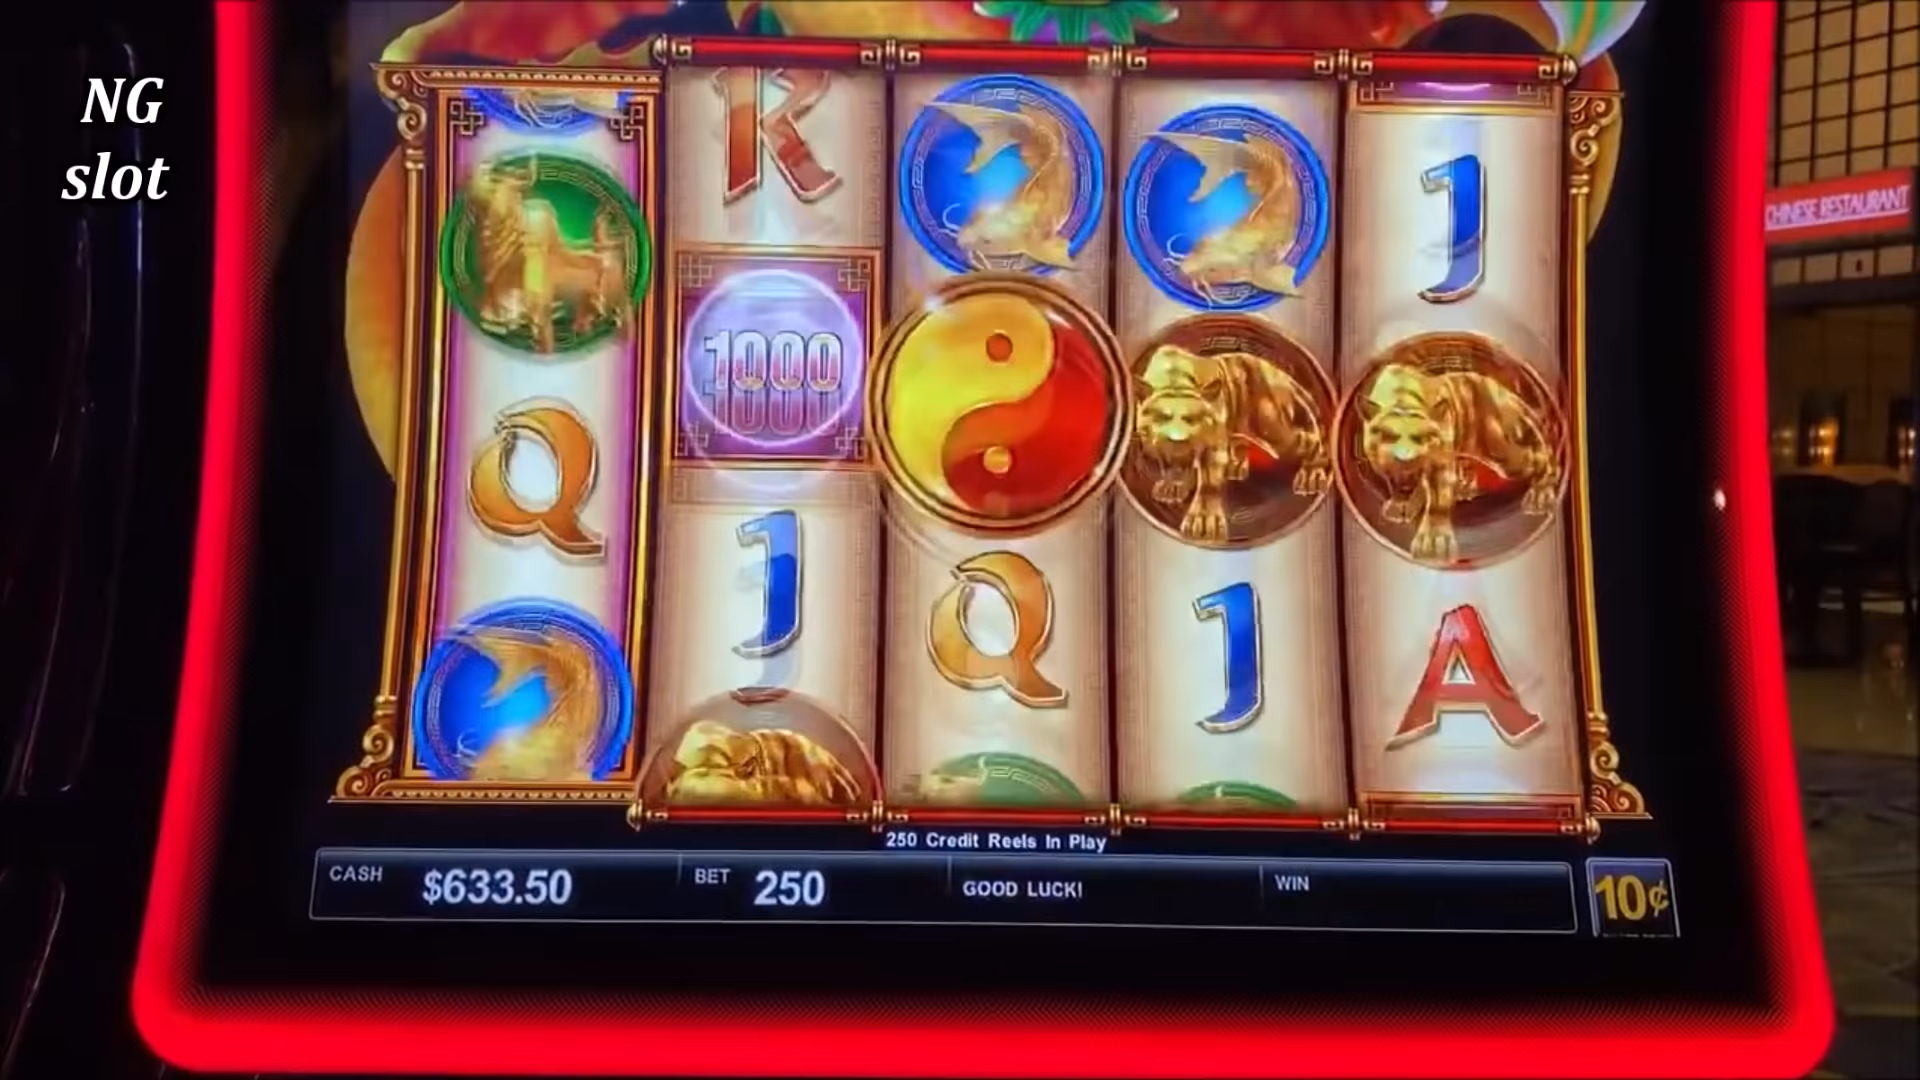 NG
slot
CHINESE RESTAURANT
K
J
1000
Q
J
Q
J
A
250 Credit Reels In Play
CASH $633.50 BET 250 GOOD LUCK! WIN 10¢